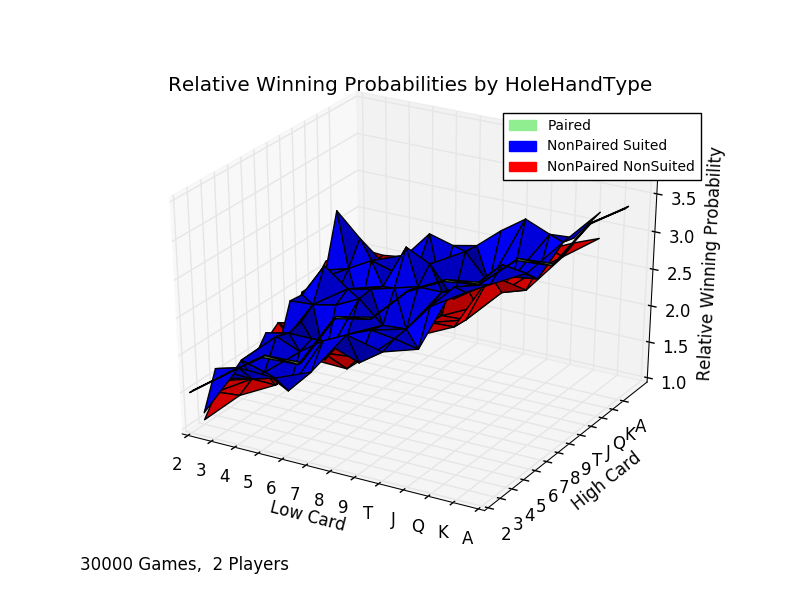 Relative Winning Probabilities by HoleHandType
Paired
NonPaired Suited
NonPaired NonSuited
3.5
3.0
2.5
2.0
1.5
1.0
Relative Winning Probability
2 3 4 5 6 7 8 9 T J Q K A
Low Card
2 3 4 5 6 7 8 9 T J Q K A
High Card
30000 Games,  2 Players